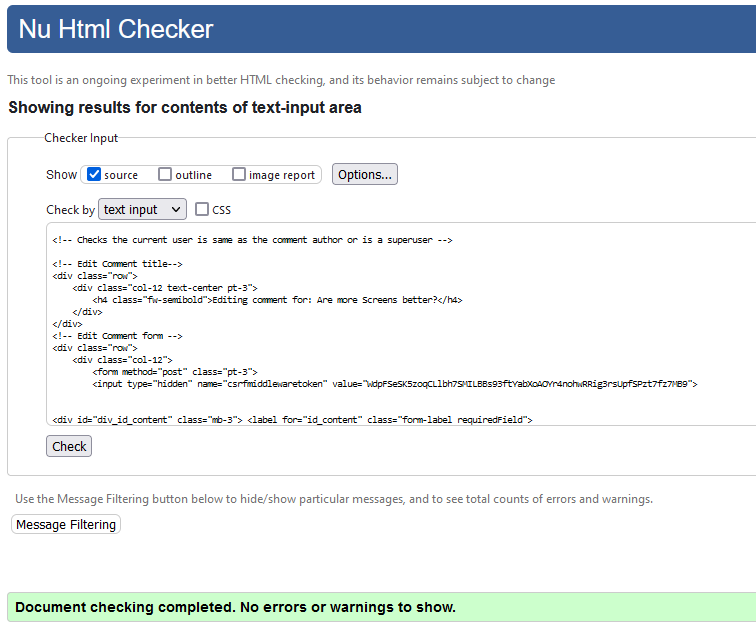 Nu Html Checker
This tool is an ongoing experiment in better HTML checking, and its behavior remains subject to change
Showing results for contents of text-input area
Checker Input
Show source outline image report Options...
Check by text input CSS
<!-- Checks the current user is same as the comment author or is a superuser -->
<!-- Edit Comment title-->
<div class="row">
<div class="col-12 text-center pt-3">
<h4 class="fw-semibold">Editing comment for: Are more Screens better?</h4>
</div>
</div>
<!-- Edit Comment form -->
<div class="row">
<div class="col-12">
<form method="post" class="pt-3">
<input type="hidden" name="csrfmiddlewaretoken" value="WdpFSeSK5zoqCLlbh7SMILBBs93ftYabXoAOYr4nohwRRig3rsUpfSPzt7fz7MB9">
<div id="div_id_content" class="mb-3"> <label for="id_content" class="form-label requiredField">
Check
Use the Message Filtering button below to hide/show particular messages, and to see total counts of errors and warnings.
Message Filtering
Document checking completed. No errors or warnings to show.